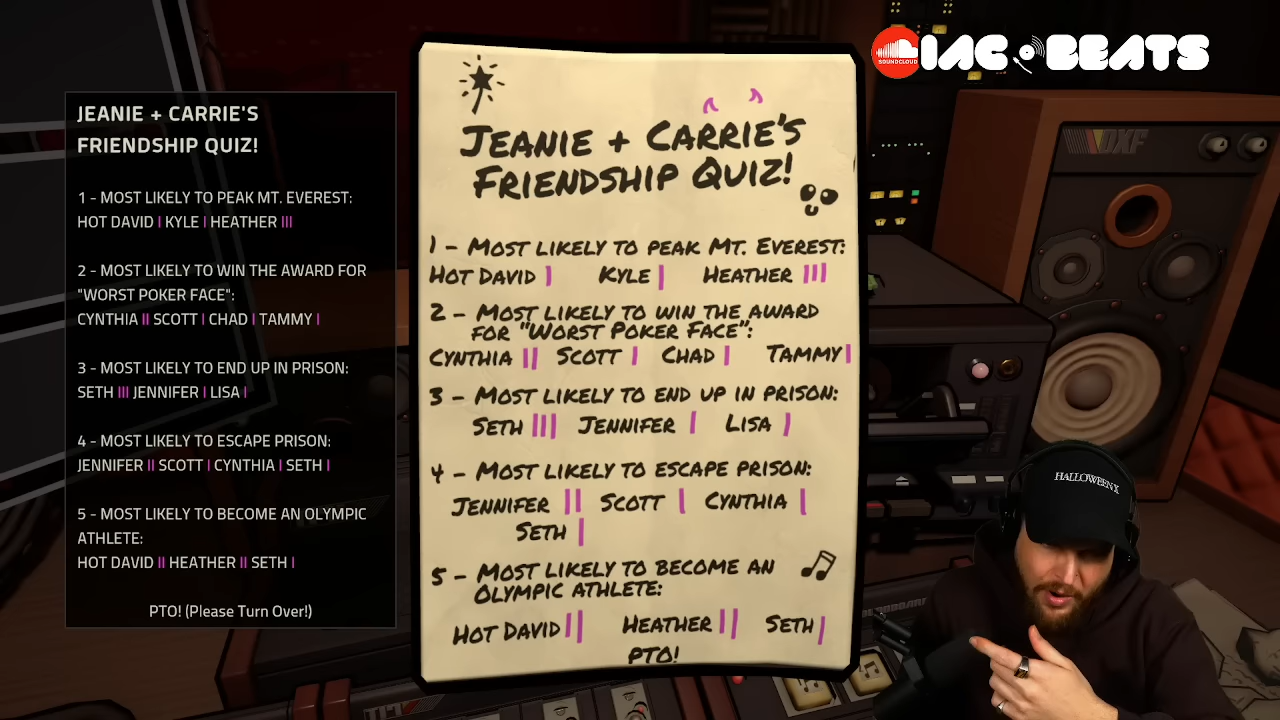 SOUNDCLOUD
IAC BEATS
JEANIE + CARRIE'S
FRIENDSHIP QUIZ!
1 - MOST LIKELY TO PEAK MT. EVEREST:
HOT DAVID I KYLE I HEATHER III
2 - MOST LIKELY TO WIN THE AWARD FOR
"WORST POKER FACE":
CYNTHIA II SCOTT I CHAD I TAMMY I
3 - MOST LIKELY TO END UP IN PRISON:
SETH III JENNIFER I LISA I
4 - MOST LIKELY TO ESCAPE PRISON:
JENNIFER II SCOTT I CYNTHIA I SETH I
5 - MOST LIKELY TO BECOME AN OLYMPIC
ATHLETE:
HOT DAVID II HEATHER II SETH I
PTO! (Please Turn Over!)
JEANIE + CARRIE'S
FRIENDSHIP QUIZ!
1 - MOST LIKELY TO PEAK MT. EVEREST:
HOT DAVID I KYLE I HEATHER III
2 - MOST LIKELY TO WIN THE AWARD
FOR "WORST POKER FACE":
CYNTHIA II SCOTT I CHAD I TAMMY I
3 - MOST LIKELY TO END UP IN PRISON:
SETH III JENNIFER I LISA I
4 - MOST LIKELY TO ESCAPE PRISON:
JENNIFER II SCOTT I CYNTHIA I
SETH I
5 - MOST LIKELY TO BECOME AN
OLYMPIC ATHLETE:
HOT DAVID II HEATHER II SETH I
PTO!
DXF
HALLOWEEN